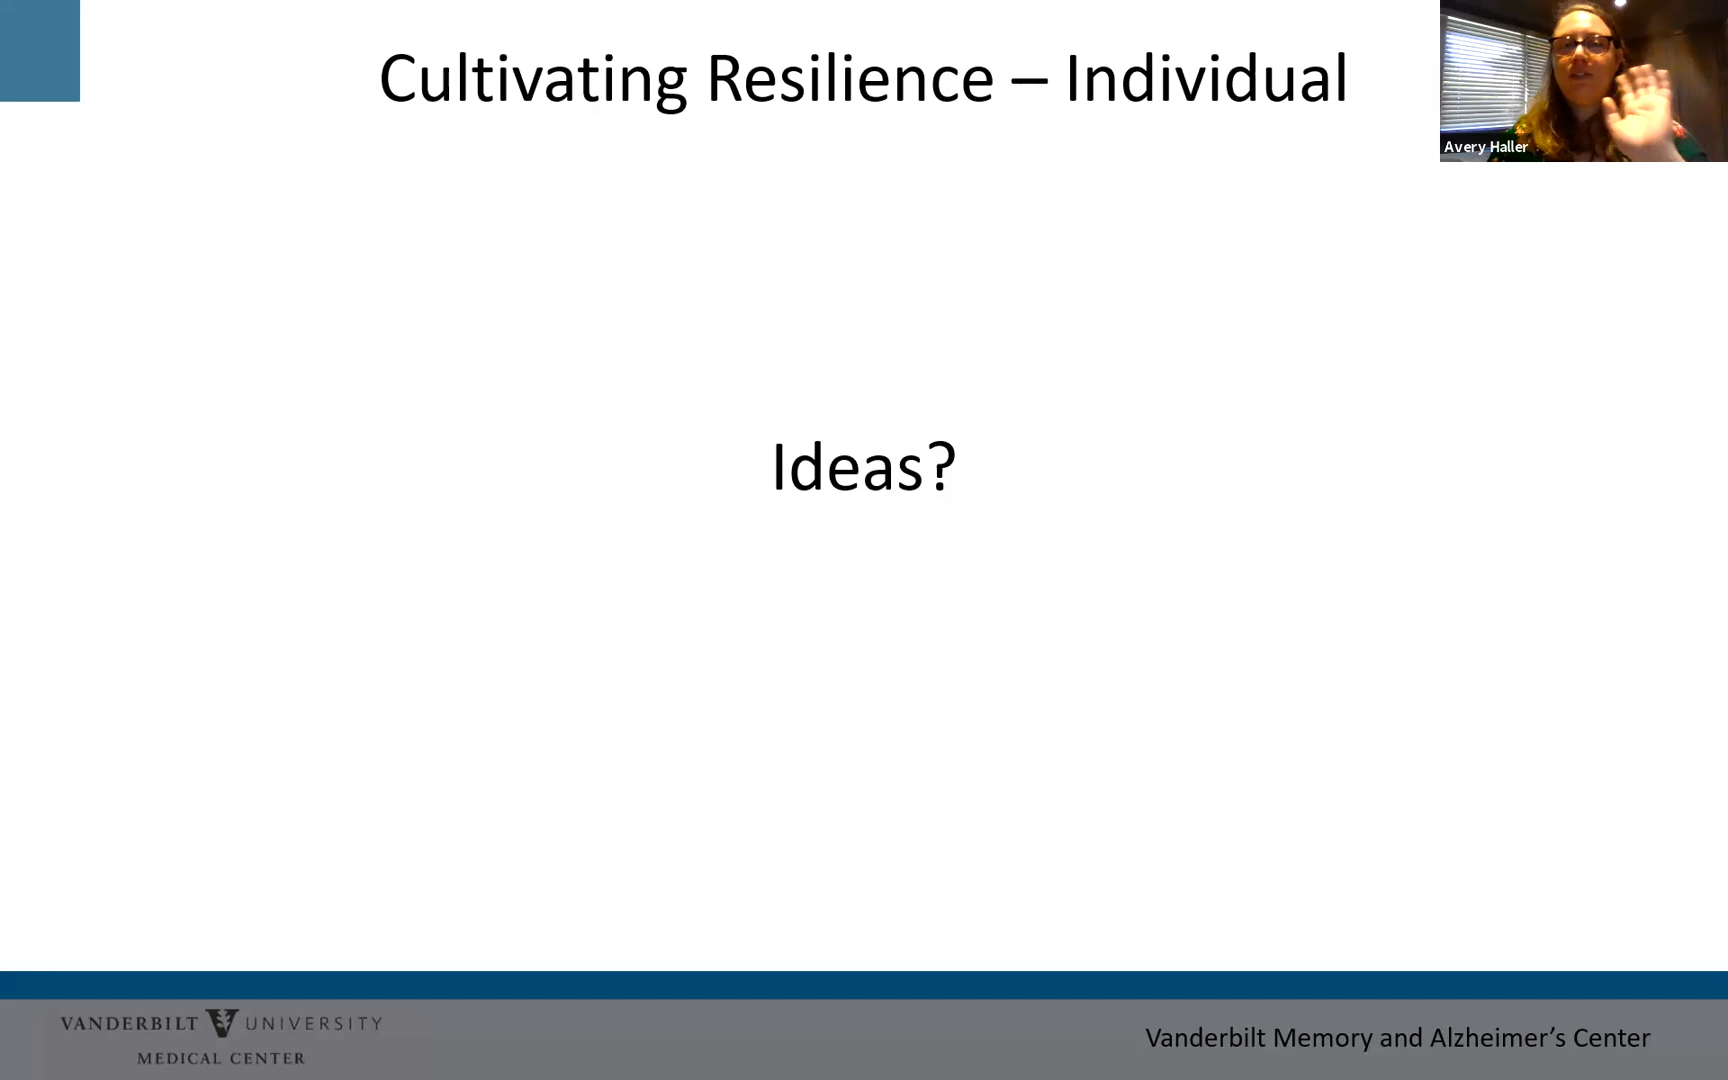 Cultivating Resilience – Individual
Avery Haller
Ideas?
VANDERBILT UNIVERSITY
MEDICAL CENTER
Vanderbilt Memory and Alzheimer’s Center